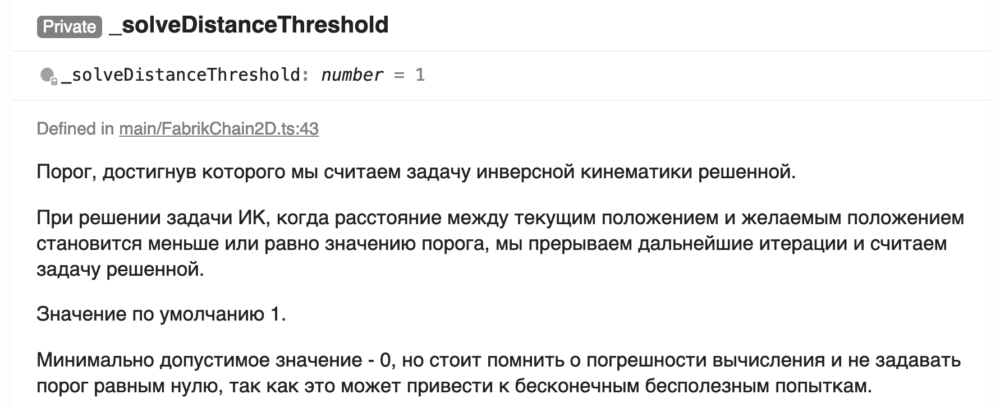 Private _solveDistanceThreshold
_solveDistanceThreshold: number = 1
Defined in main/FabrikChain2D.ts:43
Порог, достигнув которого мы считаем задачу инверсной кинематики решенной.
При решении задачи ИК, когда расстояние между текущим положением и желаемым положением
становится меньше или равно значению порога, мы прерываем дальнейшие итерации и считаем
задачу решенной.
Значение по умолчанию 1.
Минимально допустимое значение - 0, но стоит помнить о погрешности вычисления и не задавать
порог равным нулю, так как это может привести к бесконечным бесполезным попыткам.